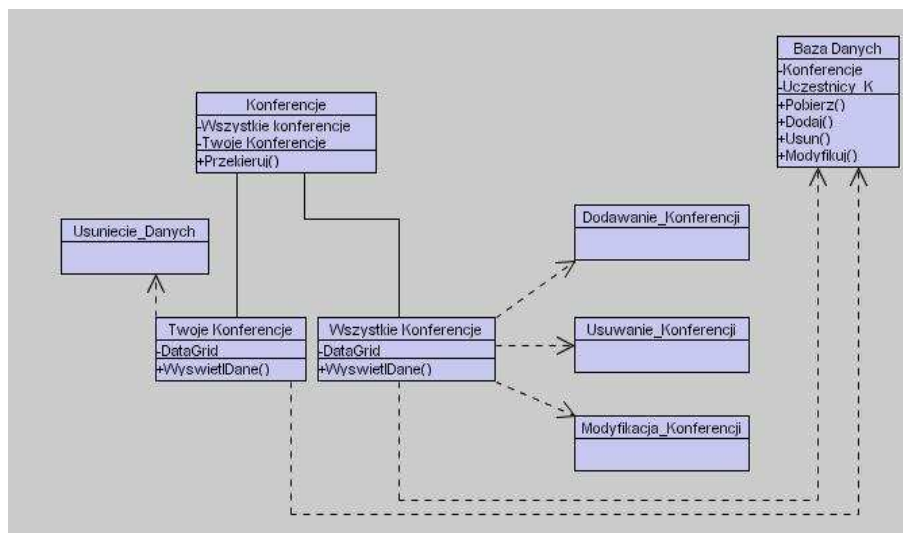 Baza Danych
-Konferencje
-Uczestnicy_K
+Pobierz()
+Dodaj()
+Usun()
+Modyfikuj()
Konferencje
-Wszystkie konferencje
-Twoje Konferencje
+Przekieruj()
Usuniecie_Danych
Dodawanie_Konferencji
Twoje Konferencje
-DataGrid
+WyswietlDane()
Wszystkie Konferencje
-DataGrid
+WyswietlDane()
Usuwanie_Konferencji
Modyfikacja_Konferencji